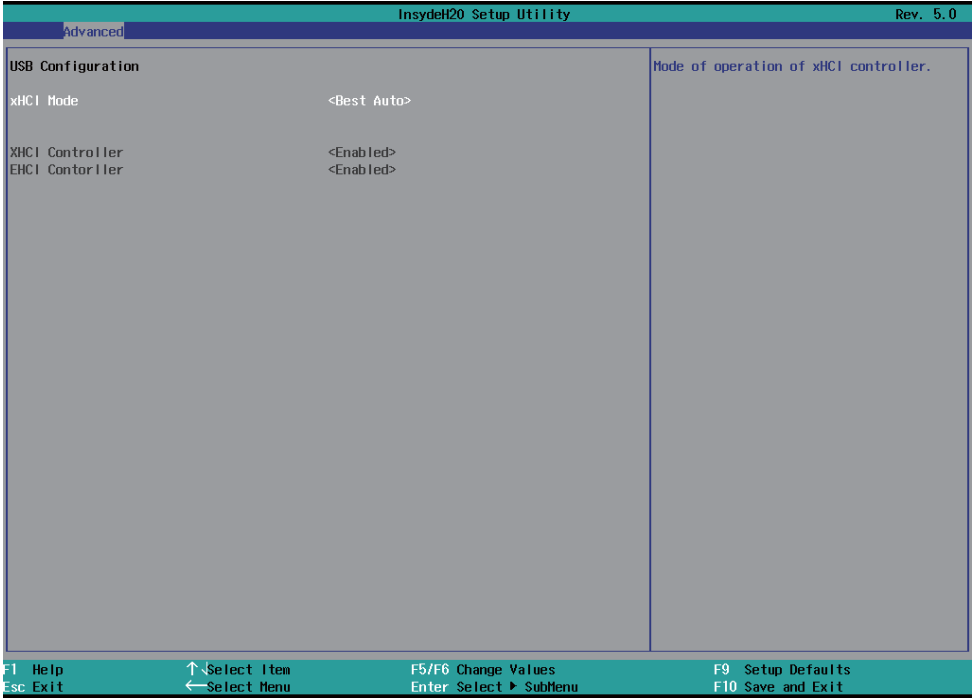 InsydeH2O Setup Utility Rev. 5.0
Advanced
USB Configuration
Mode of operation of xHCI controller.
xHCI Mode <Best Auto>
XHCI Controller <Enabled>
EHCI Contorller <Enabled>
F1 Help ↑↓Select Item F5/F6 Change Values F9 Setup Defaults
Esc Exit ←Select Menu Enter Select ▶ SubMenu F10 Save and Exit